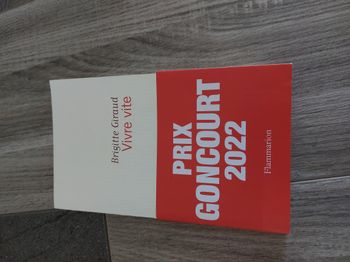 Brigitte Giraud
Vivre vite
PRIX
GONCOURT
2022
Flammarion